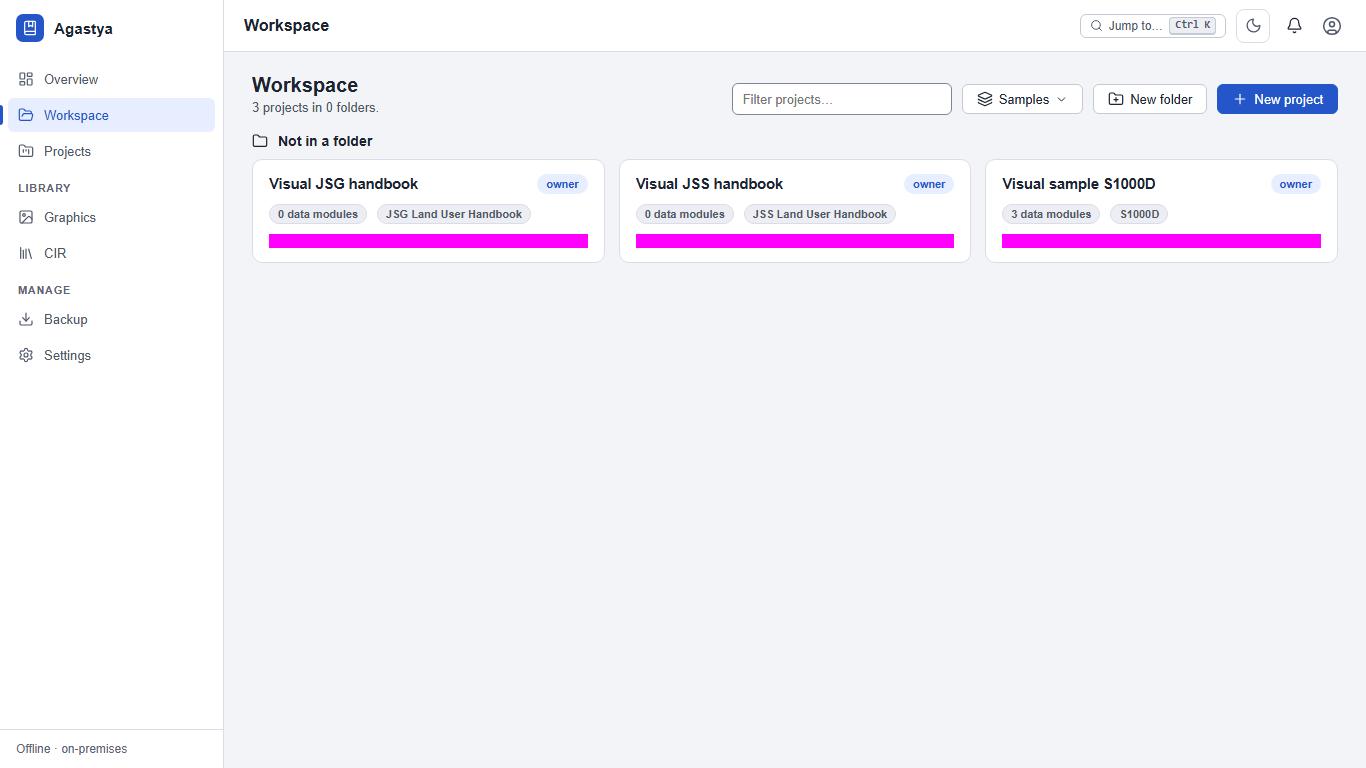 Agastya
Overview
Workspace
Projects
LIBRARY
Graphics
CIR
MANAGE
Backup
Settings
Offline · on-premises
Workspace
Jump to... Ctrl K
Workspace
3 projects in 0 folders.
Filter projects...
Samples
New folder
New project
Not in a folder
Visual JSG handbook
owner
0 data modules
JSG Land User Handbook
Visual JSS handbook
owner
0 data modules
JSS Land User Handbook
Visual sample S1000D
owner
3 data modules
S1000D